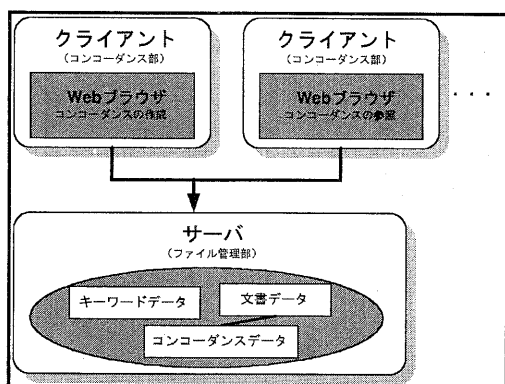 クライアント
(コンコーダンス部)
Webブラウザ
コンコーダンスの作成
クライアント
(コンコーダンス部)
Webブラウザ
コンコーダンスの参照
・・・
サーバ
(ファイル管理部)
キーワードデータ
文書データ
コンコーダンスデータ